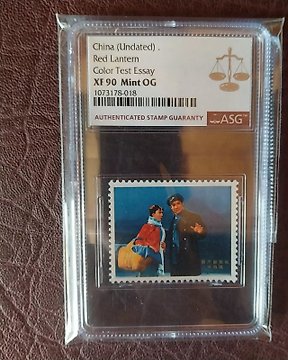 China (Undated) .
Red Lantern
Color Test Essay
XF 90 Mint OG
1073178-018
AUTHENTICATED STAMP GUARANTY
ASG